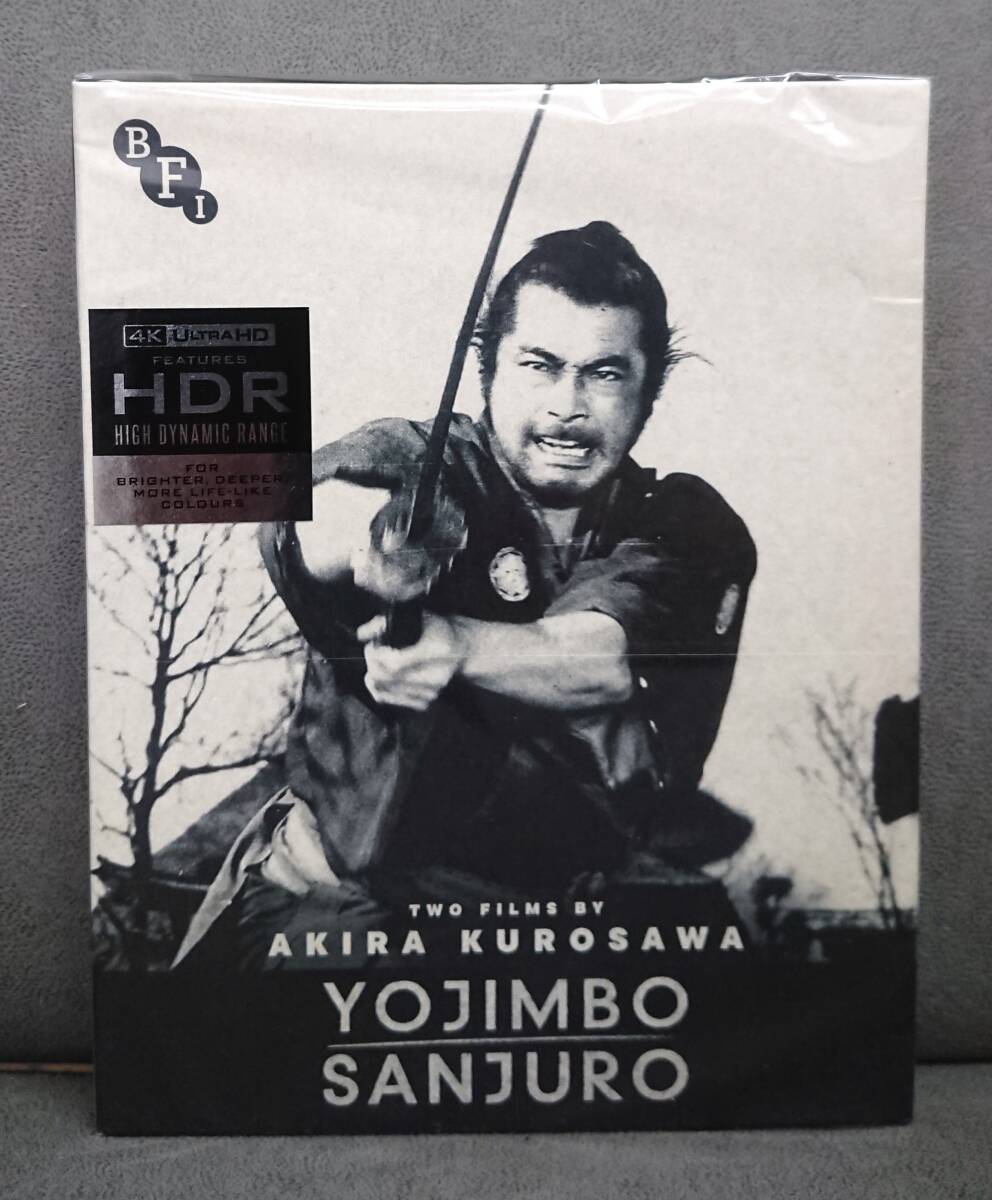 BFI
4K ULTRA HD
FEATURES
HDR
HIGH DYNAMIC RANGE
FOR
BRIGHTER, DEEPER,
MORE LIFE-LIKE
COLOURS
TWO FILMS BY
AKIRA KUROSAWA
YOJIMBO
SANJURO